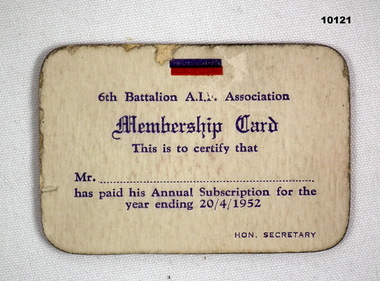 10121
6th Battalion A.I.F. Association
Membership Card
This is to certify that
Mr.
has paid his Annual Subscription for the
year ending 20/4/1952
HON. SECRETARY